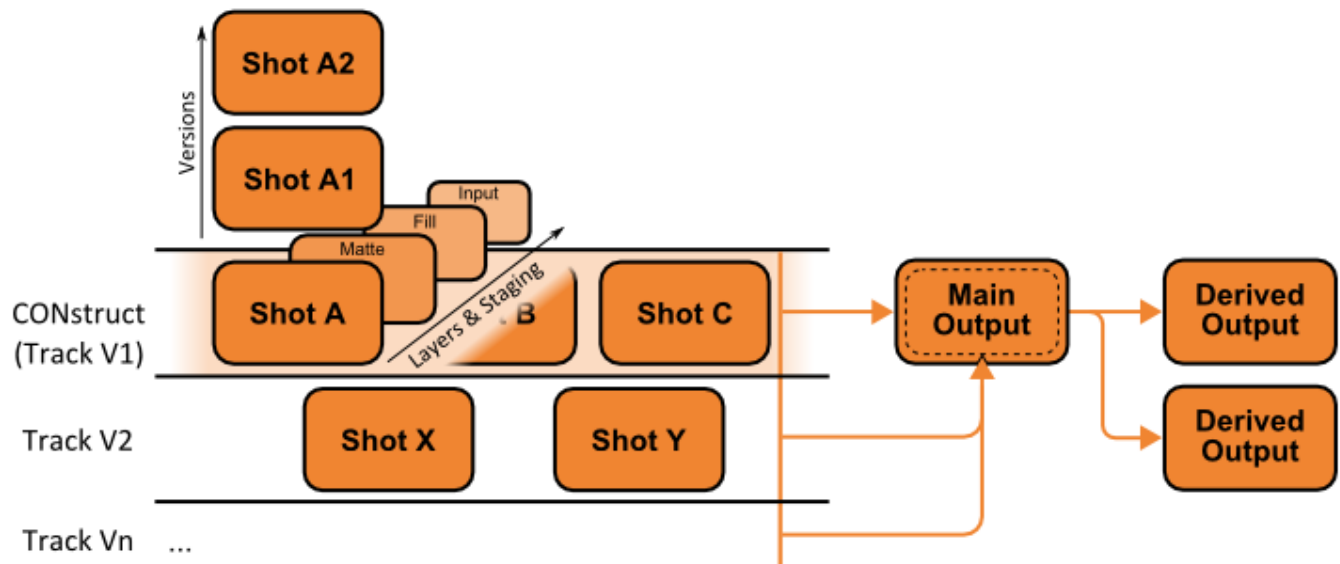 Shot A2
Versions
Shot A1
Input
Fill
Matte
CONstruct
(Track V1)
Shot A
Layers & Staging
B
Shot C
Main
Output
Derived
Output
Track V2
Shot X
Shot Y
Derived
Output
Track Vn
...